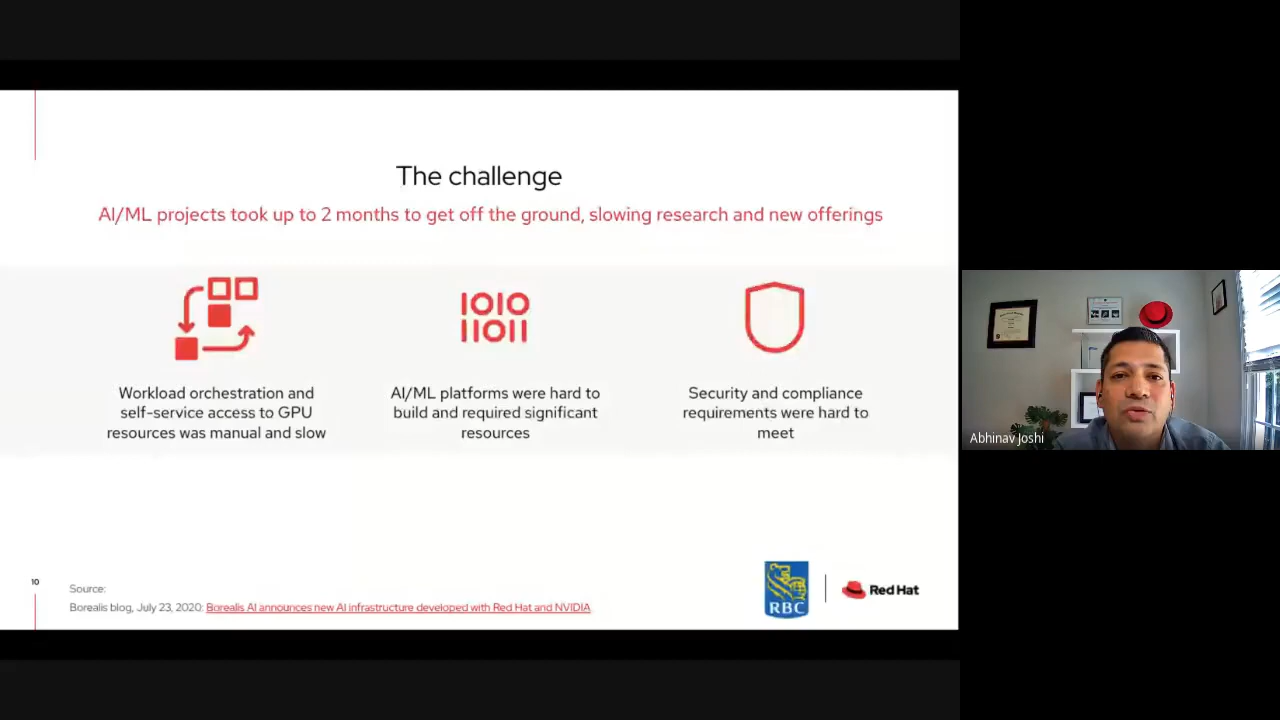 The challenge
AI/ML projects took up to 2 months to get off the ground, slowing research and new offerings
1010
11011
Workload orchestration and
self-service access to GPU
resources was manual and slow
AI/ML platforms were hard to
build and required significant
resources
Security and compliance
requirements were hard to
meet
10
Source:
Borealis blog, July 23, 2020: Borealis AI announces new AI infrastructure developed with Red Hat and NVIDIA
RBC
Red Hat
Abhinav Joshi